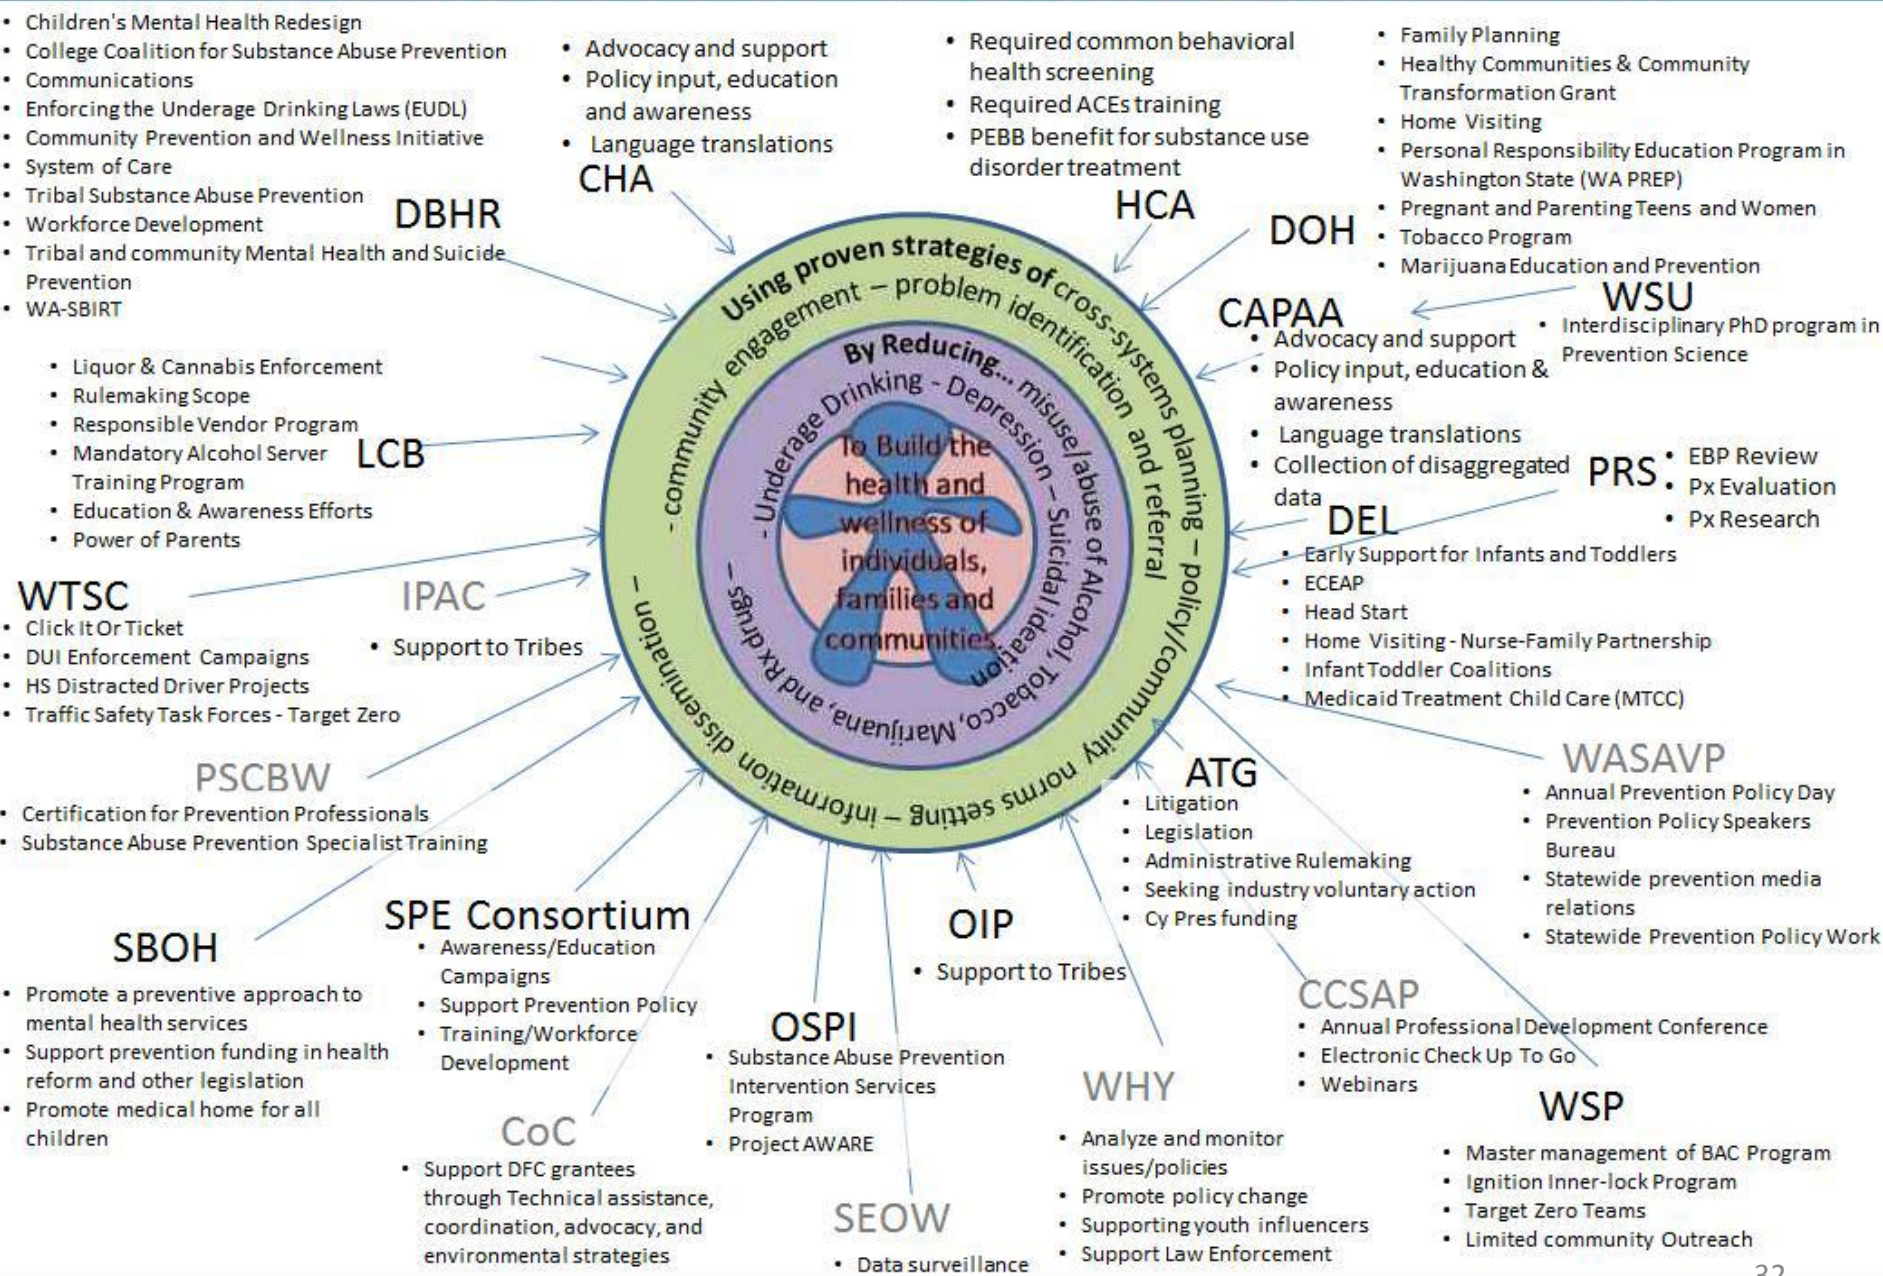 • Children's Mental Health Redesign
• College Coalition for Substance Abuse Prevention
• Communications
• Enforcing the Underage Drinking Laws (EUDL)
• Community Prevention and Wellness Initiative
• System of Care
• Tribal Substance Abuse Prevention
• Workforce Development
• Tribal and community Mental Health and Suicide
Prevention
• WA-SBIRT
DBHR
• Advocacy and support
• Policy input, education
and awareness
• Language translations
CHA
• Required common behavioral
health screening
• Required ACEs training
• PEBB benefit for substance use
disorder treatment
HCA
• Family Planning
• Healthy Communities & Community
Transformation Grant
• Home Visiting
• Personal Responsibility Education Program in
Washington State (WA PREP)
• Pregnant and Parenting Teens and Women
• Tobacco Program
• Marijuana Education and Prevention
DOH
WSU
• Interdisciplinary PhD program in
Prevention Science
CAPAA
• Advocacy and support
• Policy input, education &
awareness
• Language translations
• Collection of disaggregated
data
PRS
• EBP Review
• Px Evaluation
• Px Research
DEL
• Early Support for Infants and Toddlers
• ECEAP
• Head Start
• Home Visiting - Nurse-Family Partnership
• Infant Toddler Coalitions
• Medicaid Treatment Child Care (MTCC)
• Liquor & Cannabis Enforcement
• Rulemaking Scope
• Responsible Vendor Program
• Mandatory Alcohol Server
Training Program
• Education & Awareness Efforts
• Power of Parents
LCB
WTSC
• Click It Or Ticket
• DUI Enforcement Campaigns
• HS Distracted Driver Projects
• Traffic Safety Task Forces - Target Zero
IPAC
• Support to Tribes
Using proven strategies of cross-systems planning – policy/community norms setting – information dissemination –
- community engagement – problem identification and referral
By Reducing... misuse/abuse of Alcohol, Tobacco, Marijuana, and Rx drugs –
- Underage Drinking - Depression – Suicidal ideation
To Build the
health and
wellness of
individuals,
families and
communities
PSCBW
• Certification for Prevention Professionals
• Substance Abuse Prevention Specialist Training
SBOH
• Promote a preventive approach to
mental health services
• Support prevention funding in health
reform and other legislation
• Promote medical home for all
children
SPE Consortium
• Awareness/Education
Campaigns
• Support Prevention Policy
• Training/Workforce
Development
CoC
• Support DFC grantees
through Technical assistance,
coordination, advocacy, and
environmental strategies
OSPI
• Substance Abuse Prevention
Intervention Services
Program
• Project AWARE
SEOW
• Data surveillance
OIP
• Support to Tribes
WHY
• Analyze and monitor
issues/policies
• Promote policy change
• Supporting youth influencers
• Support Law Enforcement
ATG
• Litigation
• Legislation
• Administrative Rulemaking
• Seeking industry voluntary action
• Cy Pres funding
WASAVP
• Annual Prevention Policy Day
• Prevention Policy Speakers
Bureau
• Statewide prevention media
relations
• Statewide Prevention Policy Work
CCSAP
• Annual Professional Development Conference
• Electronic Check Up To Go
• Webinars
WSP
• Master management of BAC Program
• Ignition Inner-lock Program
• Target Zero Teams
• Limited community Outreach
32